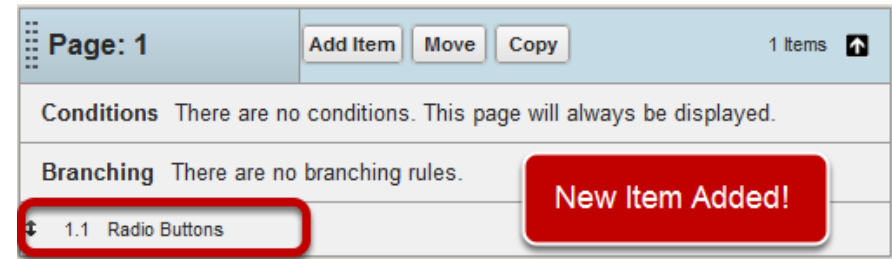 Page: 1 Add Item Move Copy 1 Items
Conditions There are no conditions. This page will always be displayed.
Branching There are no branching rules.
New Item Added!
1.1 Radio Buttons